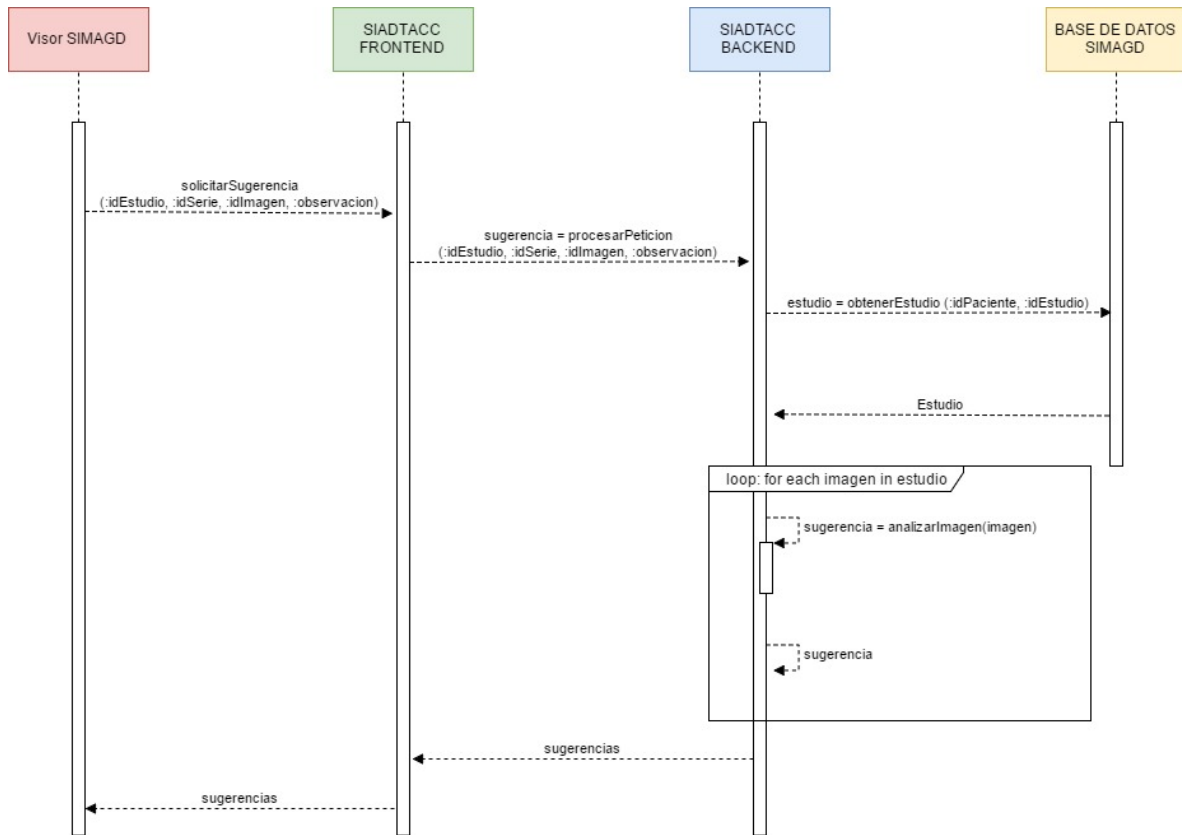 Visor SIMAGD
SIADTACC
FRONTEND
SIADTACC
BACKEND
BASE DE DATOS
SIMAGD
solicitarSugerencia
(:idEstudio, :idSerie, :idImagen, :observacion)
sugerencia = procesarPeticion
(:idEstudio, :idSerie, :idImagen, :observacion)
estudio = obtenerEstudio (:idPaciente, :idEstudio)
Estudio
loop: for each imagen in estudio
sugerencia = analizarImagen(imagen)
sugerencia
sugerencias
sugerencias